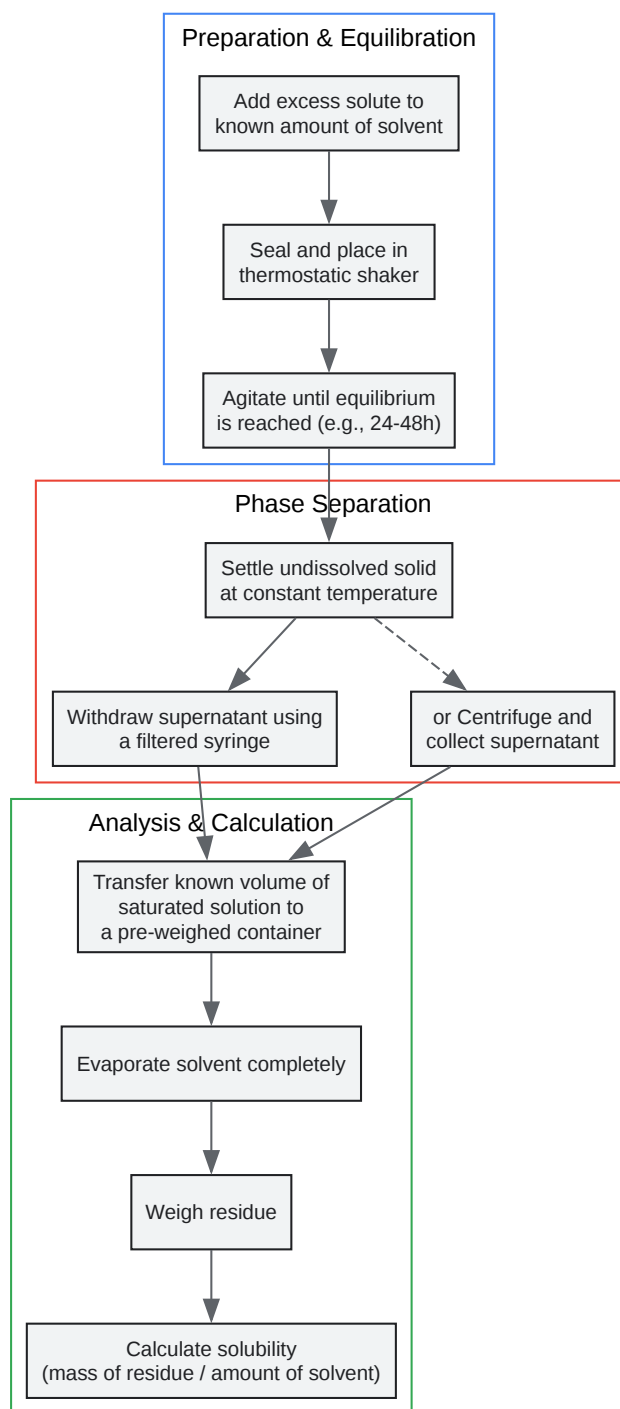 Preparation & Equilibration
Add excess solute to
known amount of solvent
Seal and place in
thermostatic shaker
Agitate until equilibrium
is reached (e.g., 24-48h)
Phase Separation
Settle undissolved solid
at constant temperature
Withdraw supernatant using
a filtered syringe
or Centrifuge and
collect supernatant
Analysis & Calculation
Transfer known volume of
saturated solution to
a pre-weighed container
Evaporate solvent completely
Weigh residue
Calculate solubility
(mass of residue / amount of solvent)